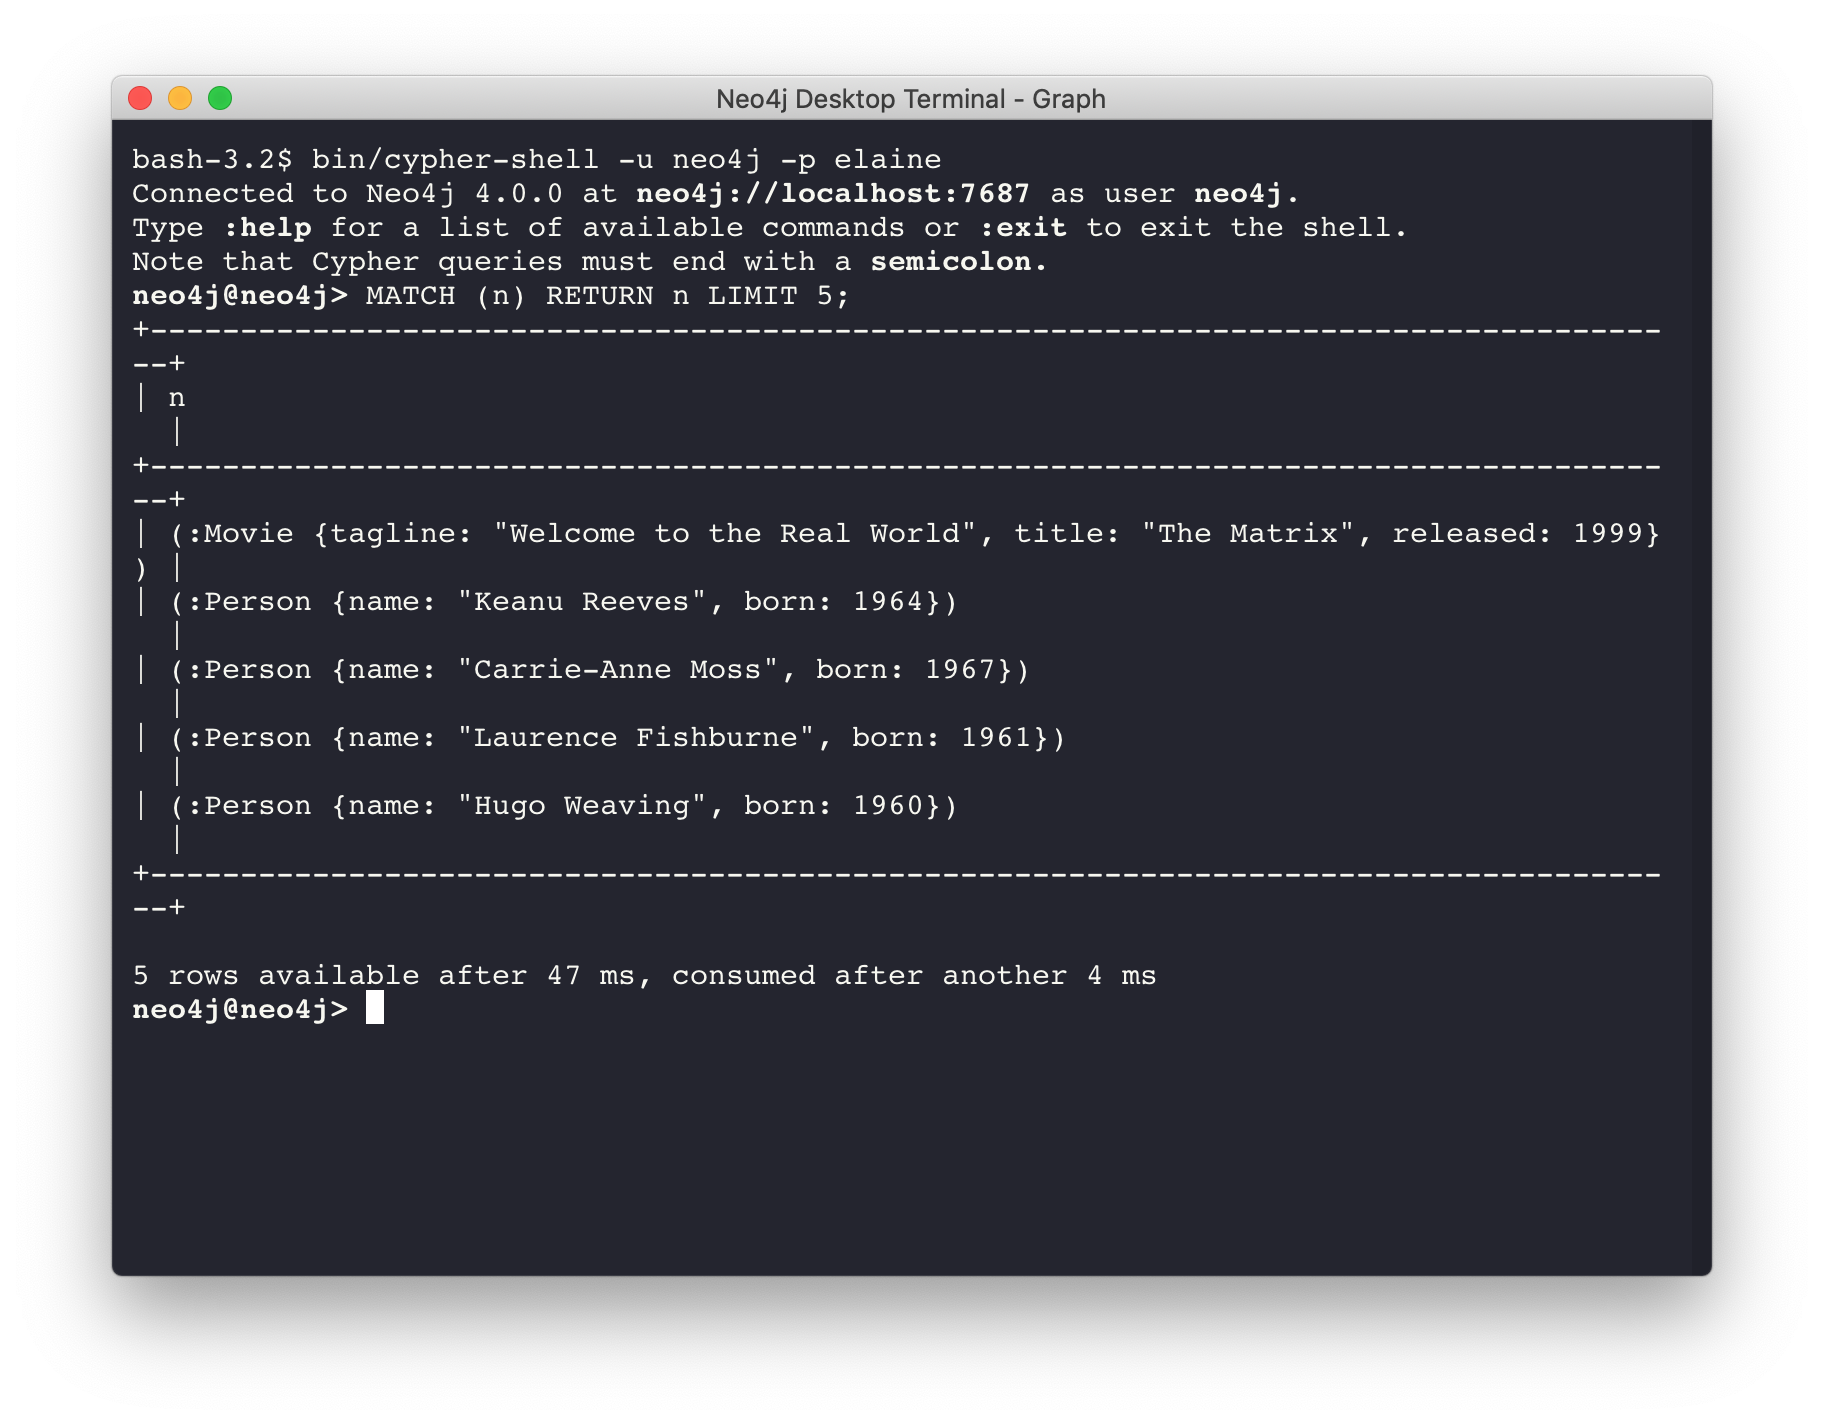 Neo4j Desktop Terminal - Graph
bash-3.2$ bin/cypher-shell -u neo4j -p elaine
Connected to Neo4j 4.0.0 at neo4j://localhost:7687 as user neo4j.
Type :help for a list of available commands or :exit to exit the shell.
Note that Cypher queries must end with a semicolon.
neo4j@neo4j> MATCH (n) RETURN n LIMIT 5;
+------------------------------------------------------------------------------------
--+
| n
  |
+------------------------------------------------------------------------------------
--+
| (:Movie {tagline: "Welcome to the Real World", title: "The Matrix", released: 1999}
) |
| (:Person {name: "Keanu Reeves", born: 1964})
  |
| (:Person {name: "Carrie-Anne Moss", born: 1967})
  |
| (:Person {name: "Laurence Fishburne", born: 1961})
  |
| (:Person {name: "Hugo Weaving", born: 1960})
  |
+------------------------------------------------------------------------------------
--+
5 rows available after 47 ms, consumed after another 4 ms
neo4j@neo4j>